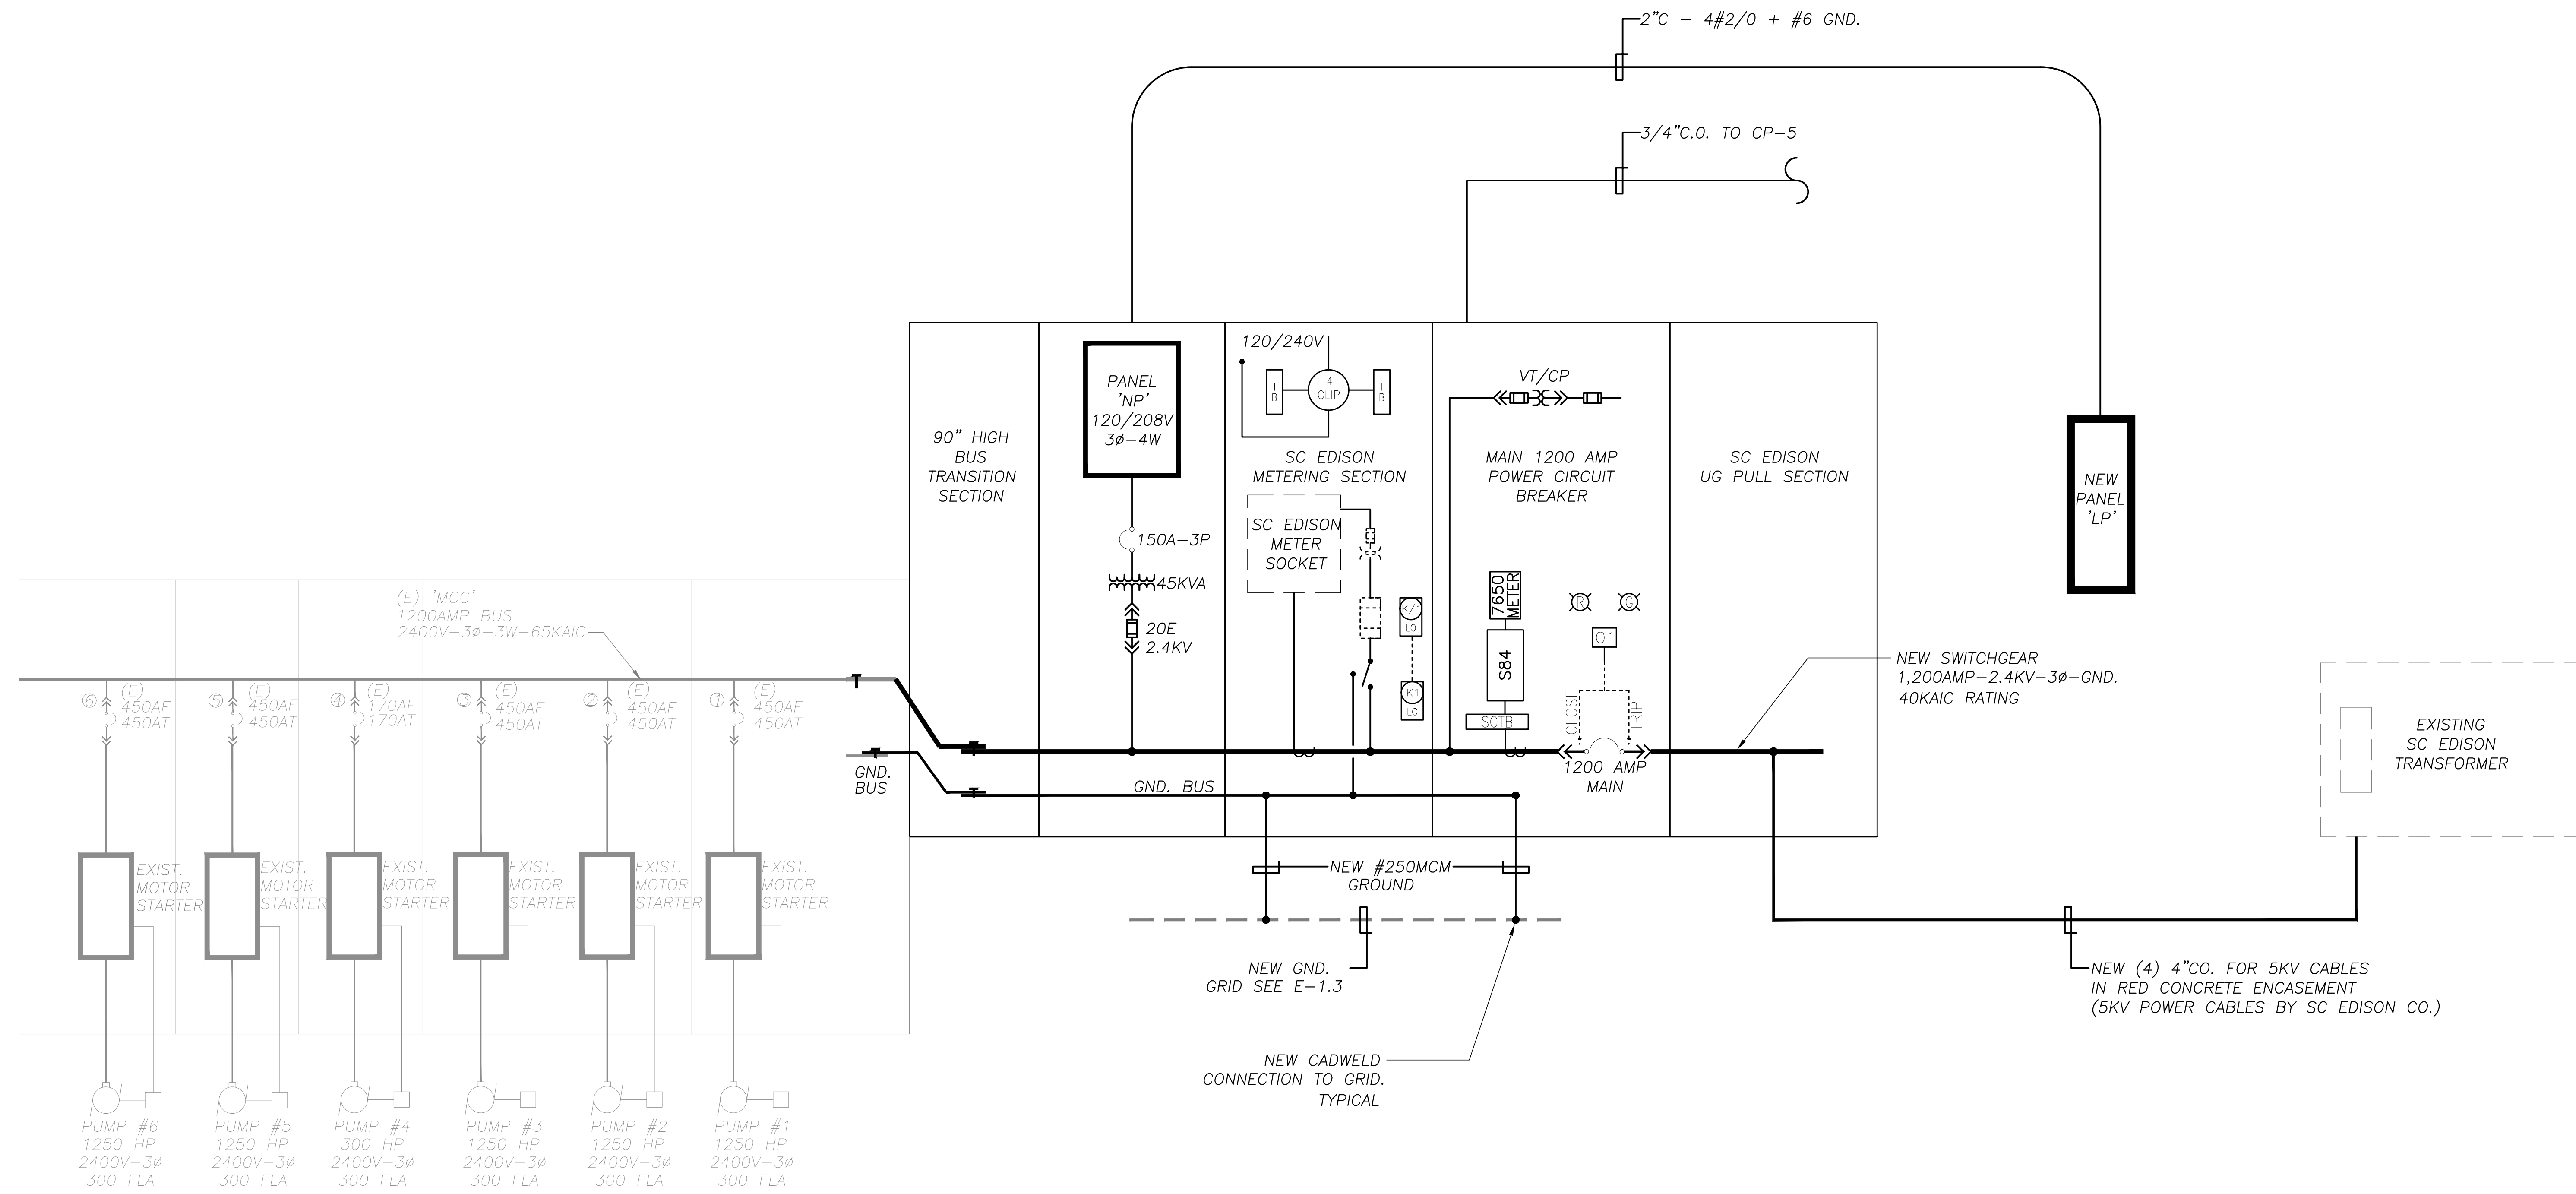 2"C - 4#2/0 + #6 GND.
3/4"C.O. TO CP-5
120/240V
PANEL
'NP'
120/208V
3ø-4W
T
B
4
CLIP
T
B
VT/CP
90" HIGH
BUS
TRANSITION
SECTION
SC EDISON
METERING SECTION
MAIN 1200 AMP
POWER CIRCUIT
BREAKER
SC EDISON
UG PULL SECTION
NEW
PANEL
'LP'
150A-3P
45KVA
20E
2.4KV
SC EDISON
METER
SOCKET
K/1
LO
K1
LC
7650
METER
S84
SCTB
R
G
01
CLOSE
TRIP
1200 AMP
MAIN
NEW SWITCHGEAR
1,200AMP-2.4KV-3ø-GND.
40KAIC RATING
EXISTING
SC EDISON
TRANSFORMER
(E) 'MCC'
1200AMP BUS
2400V-3ø-3W-65KAIC
6
(E)
450AF
450AT
5
(E)
450AF
450AT
4
(E)
170AF
170AT
3
(E)
450AF
450AT
2
(E)
450AF
450AT
1
(E)
450AF
450AT
GND.
BUS
GND. BUS
EXIST.
MOTOR
STARTER
EXIST.
MOTOR
STARTER
EXIST.
MOTOR
STARTER
EXIST.
MOTOR
STARTER
EXIST.
MOTOR
STARTER
EXIST.
MOTOR
STARTER
NEW #250MCM
GROUND
NEW GND.
GRID SEE E-1.3
NEW CADWELD
CONNECTION TO GRID.
TYPICAL
NEW (4) 4"CO. FOR 5KV CABLES
IN RED CONCRETE ENCASEMENT
(5KV POWER CABLES BY SC EDISON CO.)
PUMP #6
1250 HP
2400V-3ø
300 FLA
PUMP #5
1250 HP
2400V-3ø
300 FLA
PUMP #4
300 HP
2400V-3ø
300 FLA
PUMP #3
1250 HP
2400V-3ø
300 FLA
PUMP #2
1250 HP
2400V-3ø
300 FLA
PUMP #1
1250 HP
2400V-3ø
300 FLA